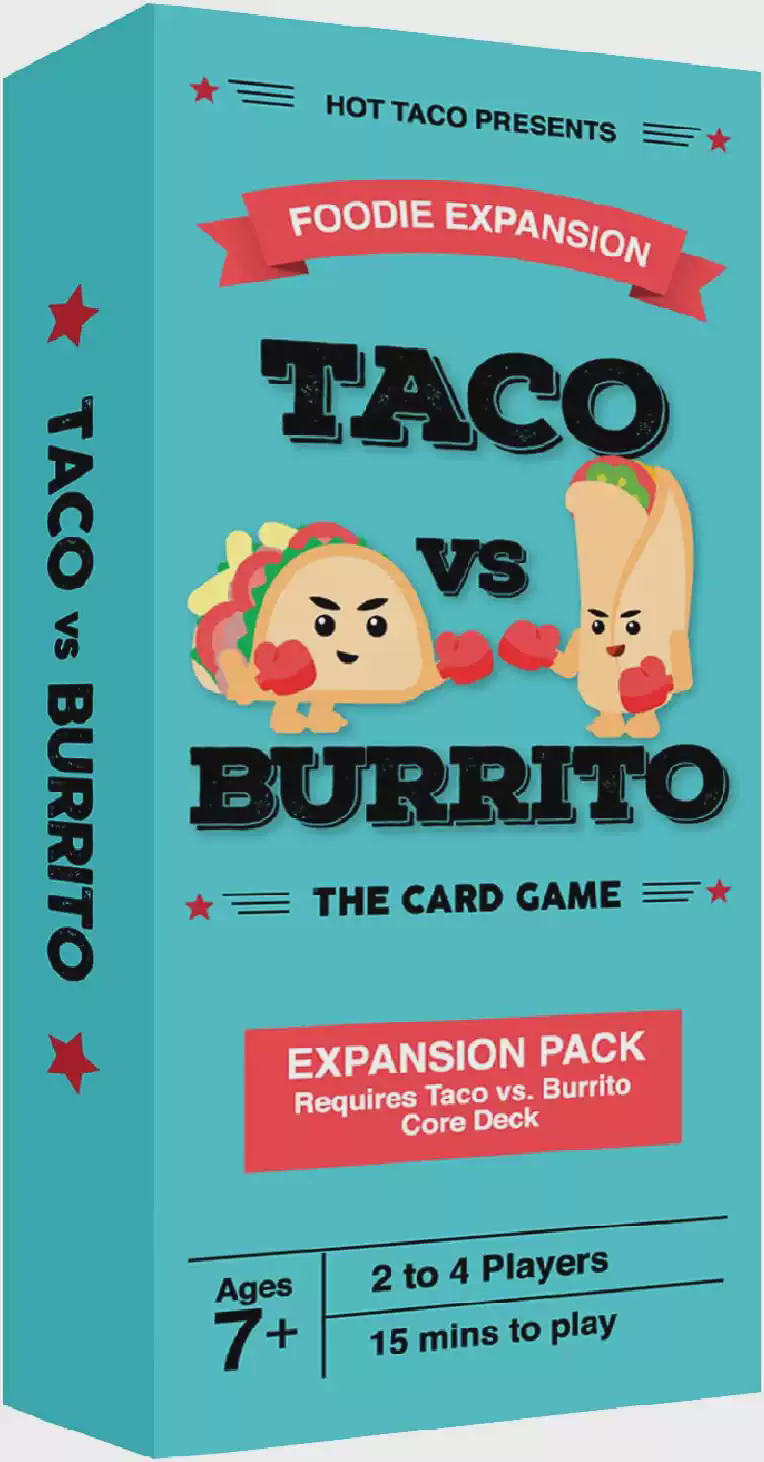 HOT TACO PRESENTS
FOODIE EXPANSION
TACO
VS
BURRITO
THE CARD GAME
EXPANSION PACK
Requires Taco vs. Burrito
Core Deck
Ages
7+
2 to 4 Players
15 mins to play
TACO VS BURRITO